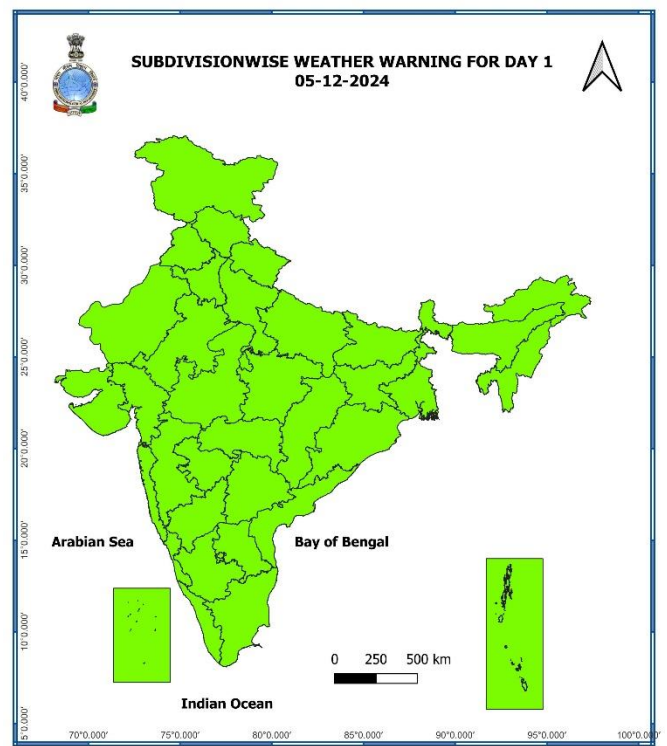 SUBDIVISIONWISE WEATHER WARNING FOR DAY 1
05-12-2024
40°0.000'
35°0.000'
30°0.000'
25°0.000'
20°0.000'
15°0.000'
10°0.000'
5°0.000'
Arabian Sea
Bay of Bengal
0 250 500 km
Indian Ocean
70°0.000' 75°0.000' 80°0.000' 85°0.000' 90°0.000' 95°0.000' 100°0.000'